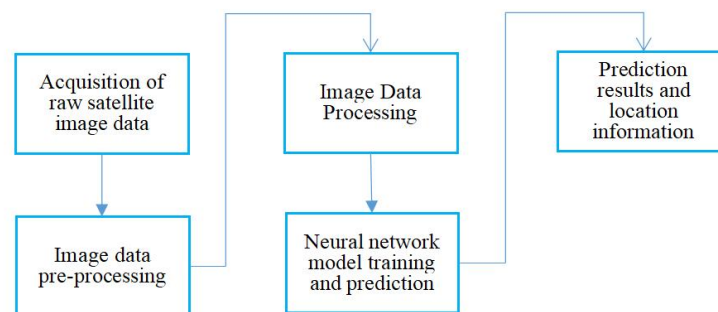 Acquisition of
raw satellite
image data
Image data
pre-processing
Image Data
Processing
Neural network
model training
and prediction
Prediction
results and
location
information